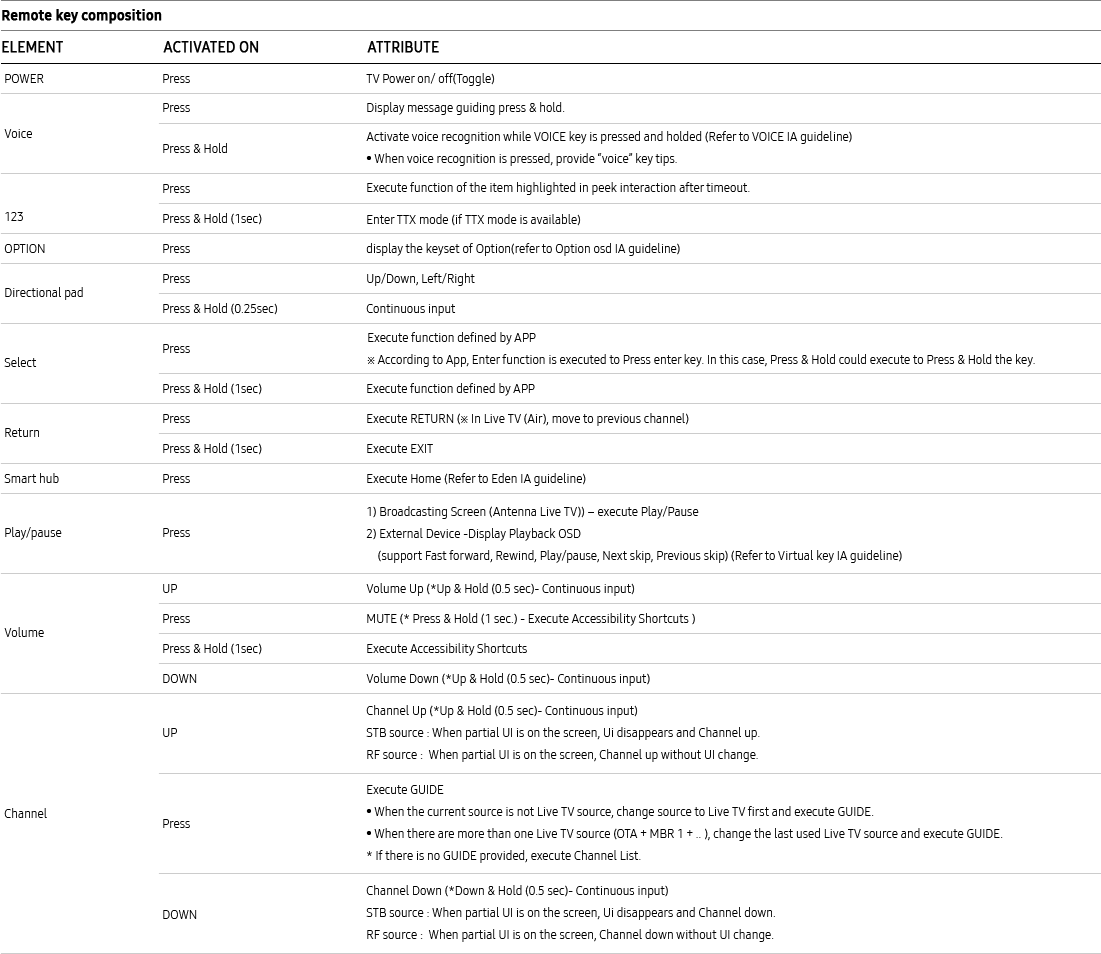 Remote key composition
ELEMENT ACTIVATED ON ATTRIBUTE
POWER Press TV Power on/ off(Toggle)
Voice
Press Display message guiding press & hold.
Press & Hold
Activate voice recognition while VOICE key is pressed and holded (Refer to VOICE IA guideline)
• When voice recognition is pressed, provide “voice” key tips.
123
Press Execute function of the item highlighted in peek interaction after timeout.
Press & Hold (1sec) Enter TTX mode (if TTX mode is available)
OPTION Press display the keyset of Option(refer to Option osd IA guideline)
Directional pad
Press Up/Down, Left/Right
Press & Hold (0.25sec) Continuous input
Select
Press
Execute function defined by APP
※ According to App, Enter function is executed to Press enter key. In this case, Press & Hold could execute to Press & Hold the key.
Press & Hold (1sec) Execute function defined by APP
Return
Press Execute RETURN (※ In Live TV (Air), move to previous channel)
Press & Hold (1sec) Execute EXIT
Smart hub Press Execute Home (Refer to Eden IA guideline)
Play/pause Press
1) Broadcasting Screen (Antenna Live TV)) – execute Play/Pause
2) External Device -Display Playback OSD
(support Fast forward, Rewind, Play/pause, Next skip, Previous skip) (Refer to Virtual key IA guideline)
Volume
UP Volume Up (*Up & Hold (0.5 sec)- Continuous input)
Press MUTE (* Press & Hold (1 sec.) - Execute Accessibility Shortcuts )
Press & Hold (1sec) Execute Accessibility Shortcuts
DOWN Volume Down (*Up & Hold (0.5 sec)- Continuous input)
Channel
UP
Channel Up (*Up & Hold (0.5 sec)- Continuous input)
STB source : When partial UI is on the screen, Ui disappears and Channel up.
RF source :  When partial UI is on the screen, Channel up without UI change.
Press
Execute GUIDE
• When the current source is not Live TV source, change source to Live TV first and execute GUIDE.
• When there are more than one Live TV source (OTA + MBR 1 + .. ), change the last used Live TV source and execute GUIDE.
* If there is no GUIDE provided, execute Channel List.
DOWN
Channel Down (*Down & Hold (0.5 sec)- Continuous input)
STB source : When partial UI is on the screen, Ui disappears and Channel down.
RF source :  When partial UI is on the screen, Channel down without UI change.